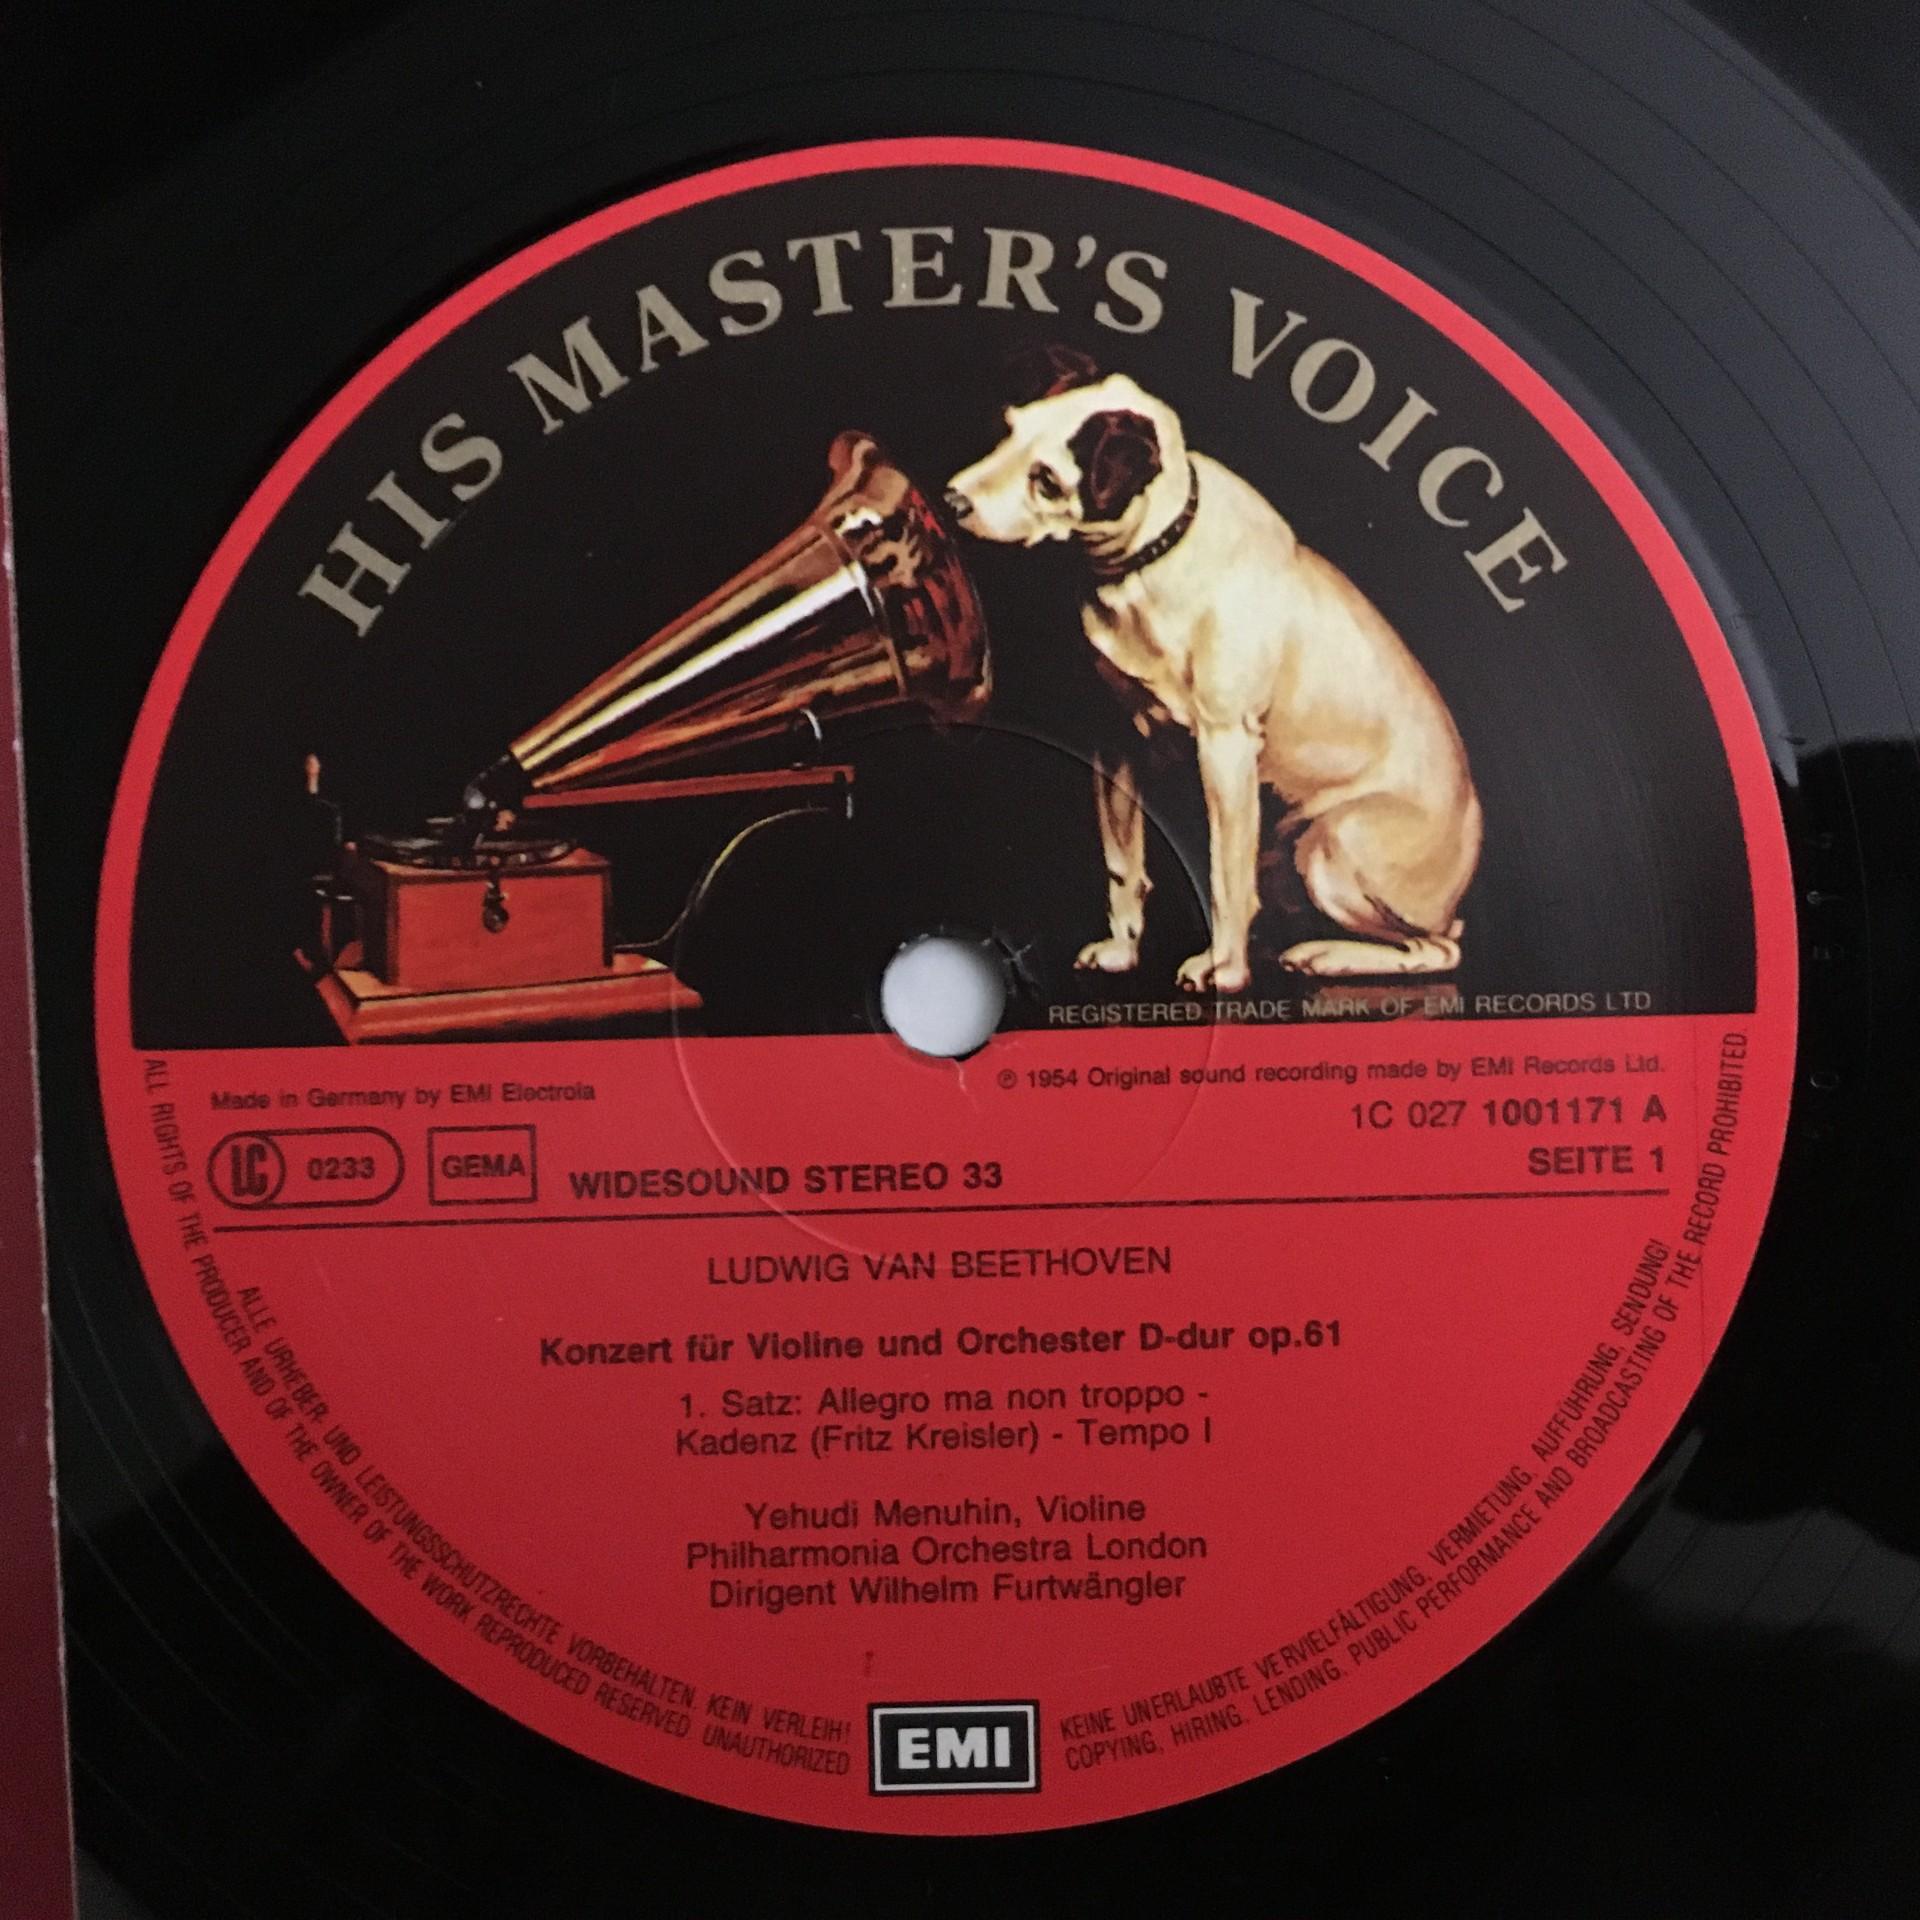 HIS MASTER'S VOICE
REGISTERED TRADE MARK OF EMI RECORDS LTD
℗ 1954 Original sound recording made by EMI Records Ltd.
Made in Germany by EMI Electrola
1C 027 1001171 A
LC 0233 GEMA WIDESOUND STEREO 33
SEITE 1
LUDWIG VAN BEETHOVEN
Konzert für Violine und Orchester D-dur op.61
1. Satz: Allegro ma non troppo -
Kadenz (Fritz Kreisler) - Tempo I
Yehudi Menuhin, Violine
Philharmonia Orchestra London
Dirigent Wilhelm Furtwängler
EMI
ALLE URHEBER- UND LEISTUNGSSCHUTZRECHTE VORBEHALTEN. KEIN VERLEIH! KEINE UNERLAUBTE VERVIELFÄLTIGUNG, VERMIETUNG, AUFFÜHRUNG, SENDUNG!
ALL RIGHTS OF THE PRODUCER AND OF THE OWNER OF THE WORK REPRODUCED RESERVED. UNAUTHORIZED COPYING, HIRING, LENDING, PUBLIC PERFORMANCE AND BROADCASTING OF THE RECORD PROHIBITED.